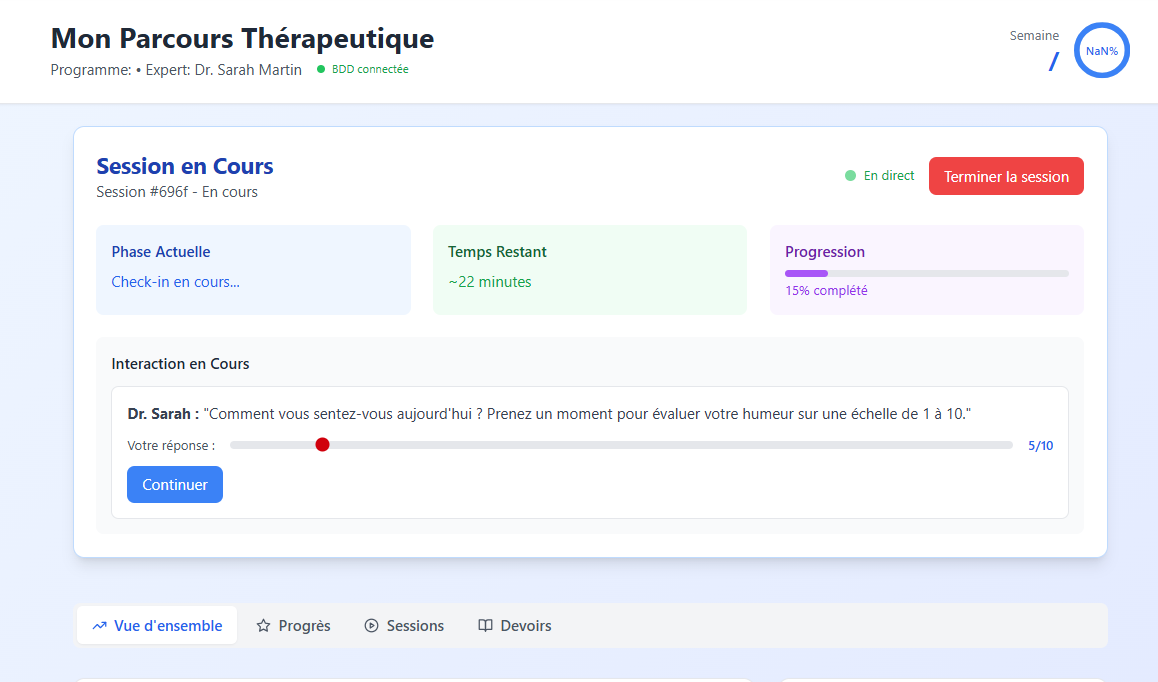 Mon Parcours Thérapeutique
Programme: • Expert: Dr. Sarah Martin
BDD connectée
Semaine
/
NaN%
Session en Cours
Session #696f - En cours
En direct
Terminer la session
Phase Actuelle
Check-in en cours...
Temps Restant
~22 minutes
Progression
15% complété
Interaction en Cours
Dr. Sarah : "Comment vous sentez-vous aujourd'hui ? Prenez un moment pour évaluer votre humeur sur une échelle de 1 à 10."
Votre réponse :
5/10
Continuer
Vue d'ensemble
Progrès
Sessions
Devoirs